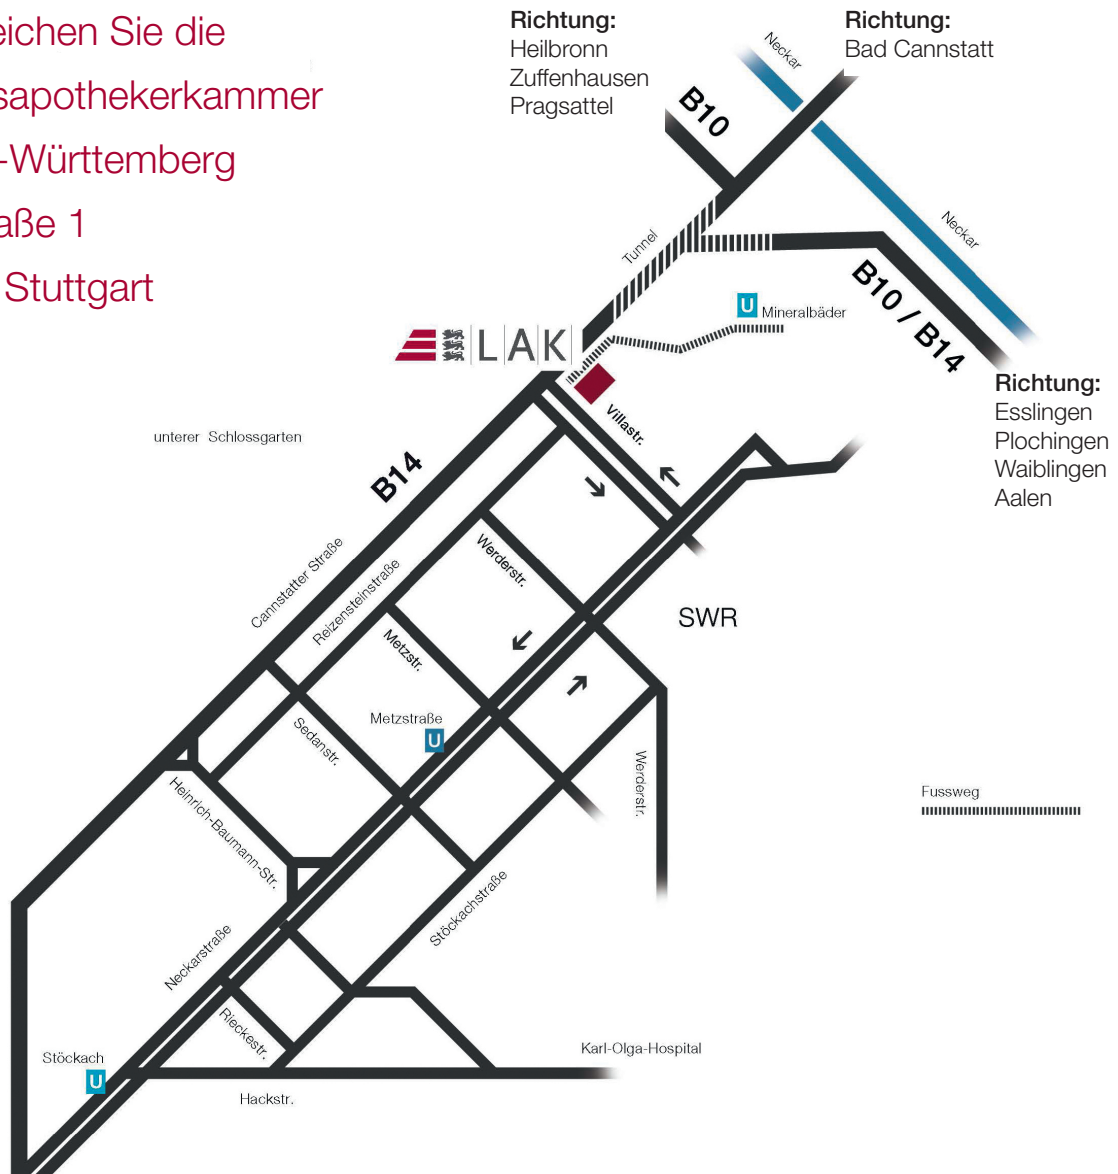 eichen Sie die
sapothekerkammer
-Württemberg
aße 1
Stuttgart
Richtung:
Heilbronn
Zuffenhausen
Pragsattel
Richtung:
Bad Cannstatt
Neckar
B10
Neckar
Tunnel
B10 / B14
U Mineralbäder
LAK
Richtung:
Esslingen
Plochingen
Waiblingen
Aalen
Villastr.
unterer Schlossgarten
B14
Cannstatter Straße
Reizensteinstraße
Werderstr.
SWR
Metzstr.
Sedanstr.
Metzstraße
U
Werderstr.
Heinrich-Baumann-Str.
Fussweg
Stöckachstraße
Neckarstraße
Rieckestr.
Stöckach
U
Karl-Olga-Hospital
Hackstr.